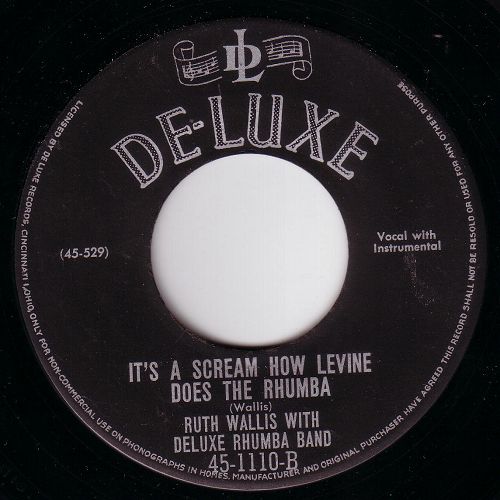 DL
DE-LUXE
(45-529)
Vocal with
Instrumental
IT'S A SCREAM HOW LEVINE
DOES THE RHUMBA
(Wallis)
RUTH WALLIS WITH
DELUXE RHUMBA BAND
45-1110-B
LICENSED BY DE LUXE RECORDS, CINCINNATI 7, OHIO, ONLY FOR NON-COMMERCIAL USE ON PHONOGRAPHS IN HOMES. MANUFACTURER AND ORIGINAL PURCHASER HAVE AGREED THIS RECORD SHALL NOT BE RESOLD OR USED FOR ANY OTHER PURPOSE